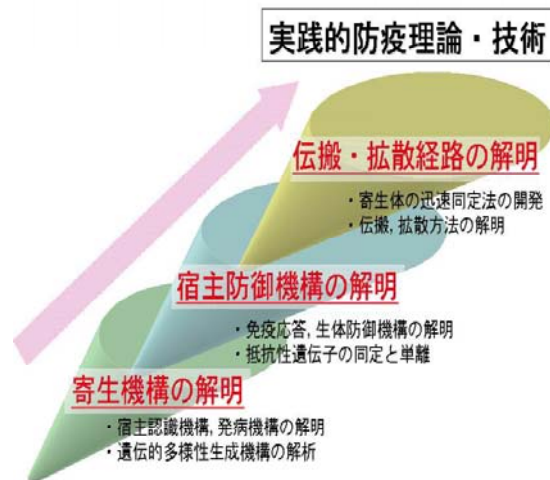 実践的防疫理論・技術
伝搬・拡散経路の解明
・寄生体の迅速同定法の開発
・伝搬, 拡散方法の解明
宿主防御機構の解明
・免疫応答, 生体防御機構の解明
・抵抗性遺伝子の同定と単離
寄生機構の解明
・宿主認識機構, 発病機構の解明
・遺伝的多様性生成機構の解析